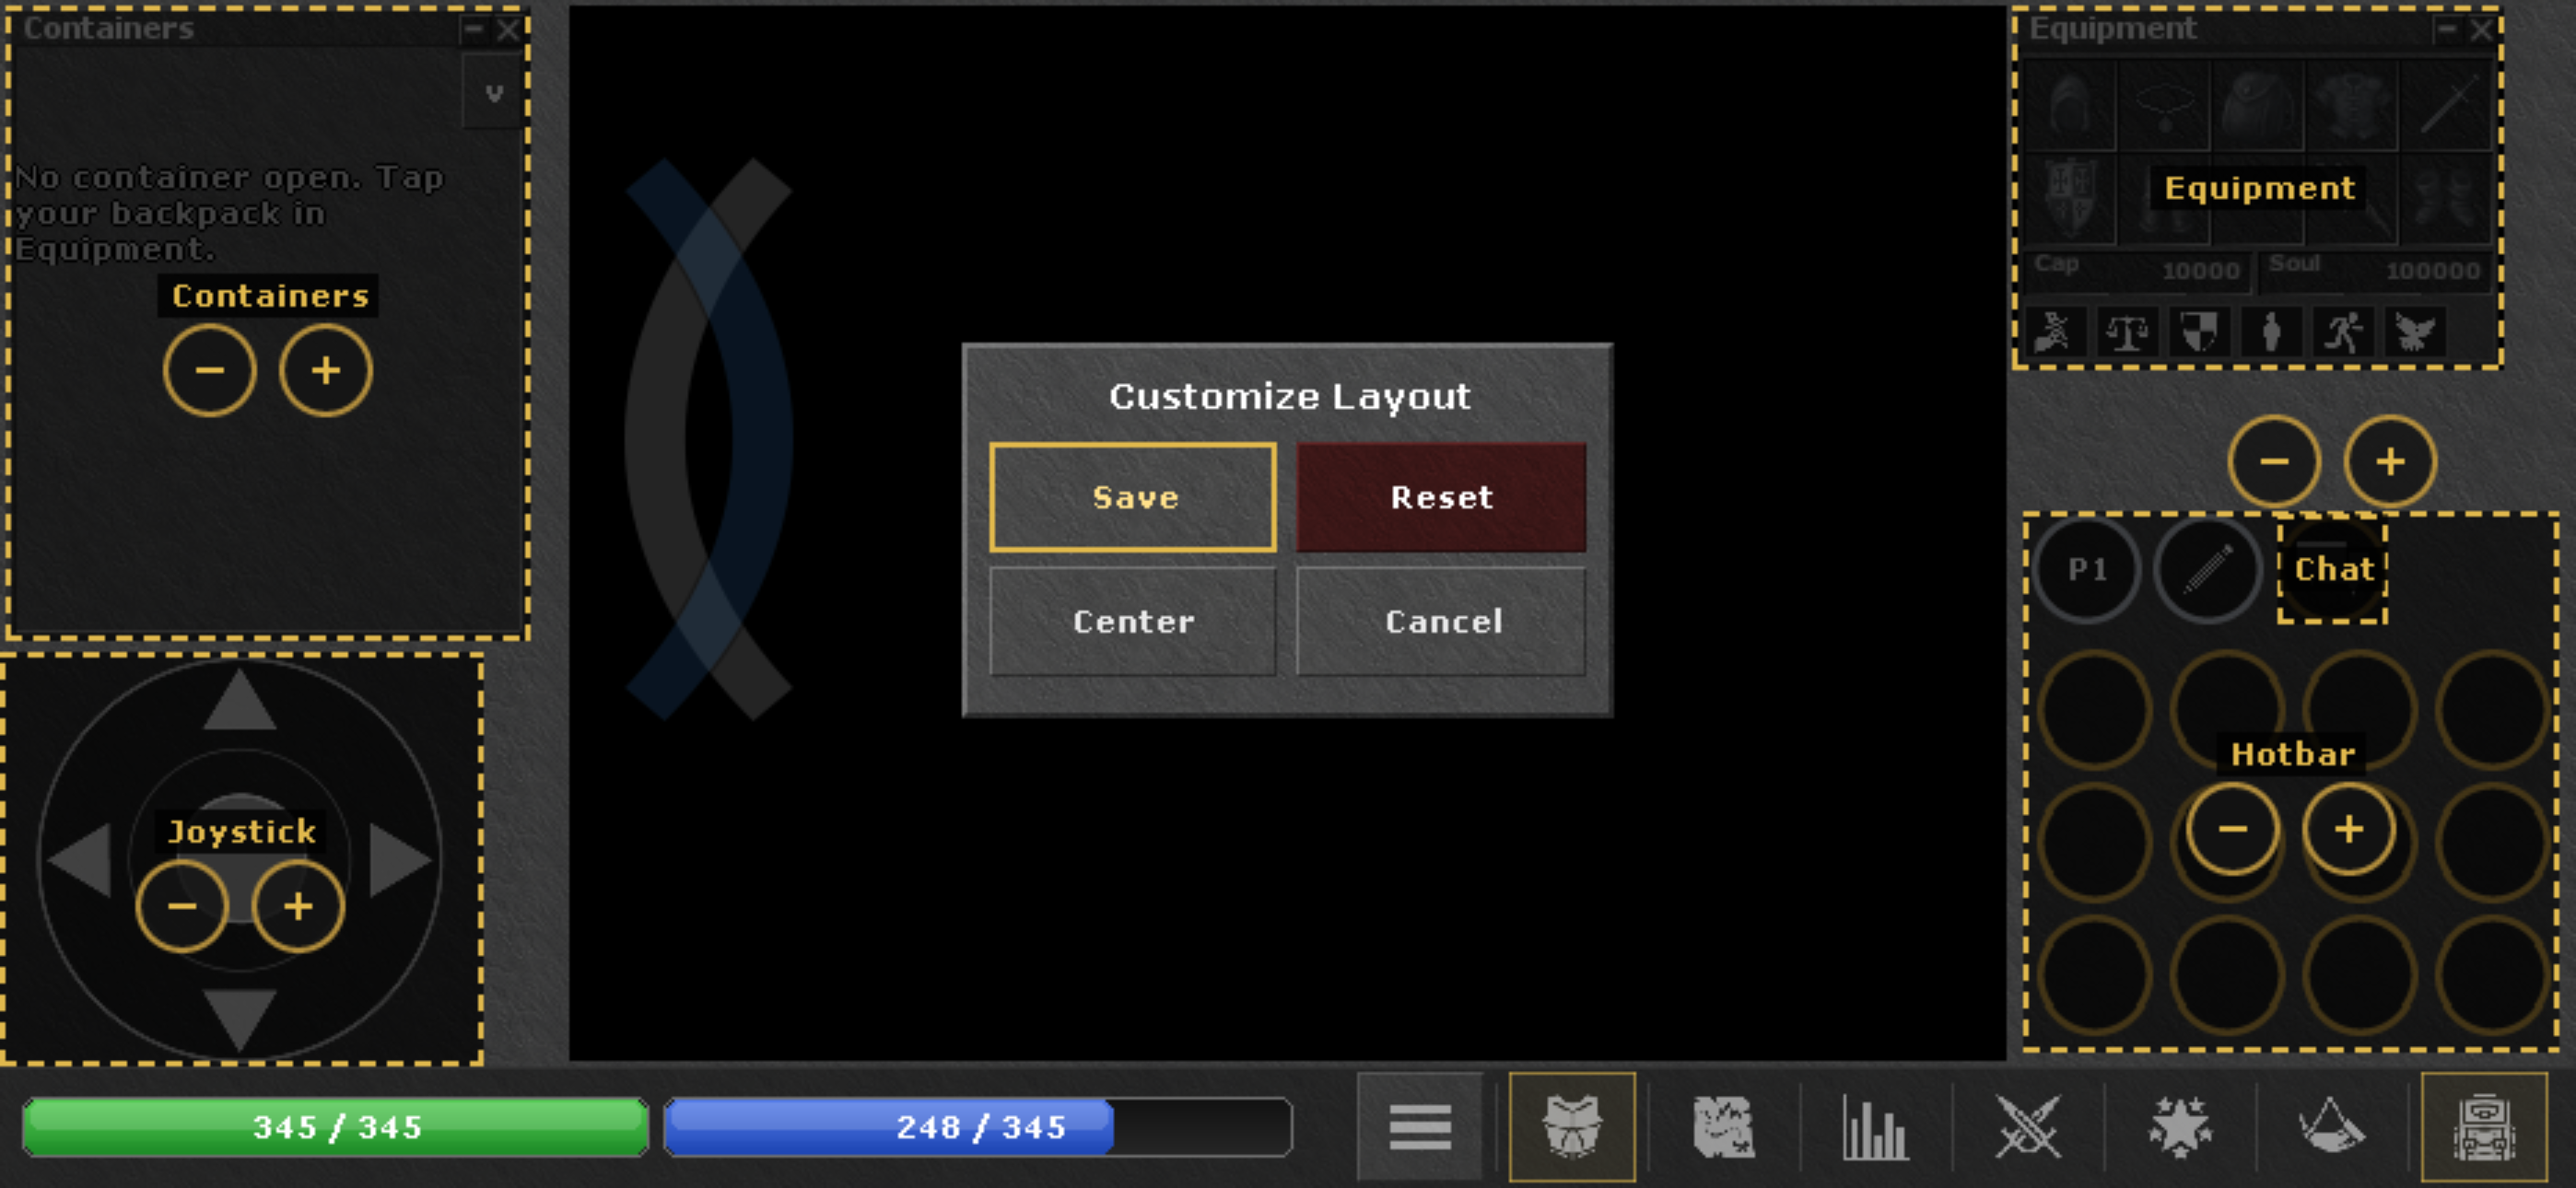 Containers
v
No container open. Tap
your backpack in
Equipment.
Containers
− +
Joystick
− +
Customize Layout
Save
Reset
Center
Cancel
Equipment
Equipment
Cap 10000
Soul 100000
− +
P1
Chat
Hotbar
− +
345 / 345
248 / 345